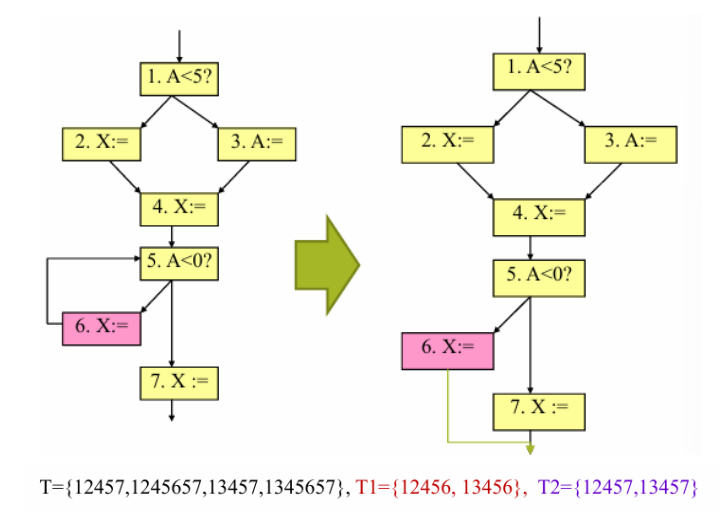 1. A<5?
2. X:=
3. A:=
4. X:=
5. A<0?
6. X:=
7. X :=
1. A<5?
2. X:=
3. A:=
4. X:=
5. A<0?
6. X:=
7. X :=
T={12457,1245657,13457,1345657}, T1={12456, 13456}, T2={12457,13457}